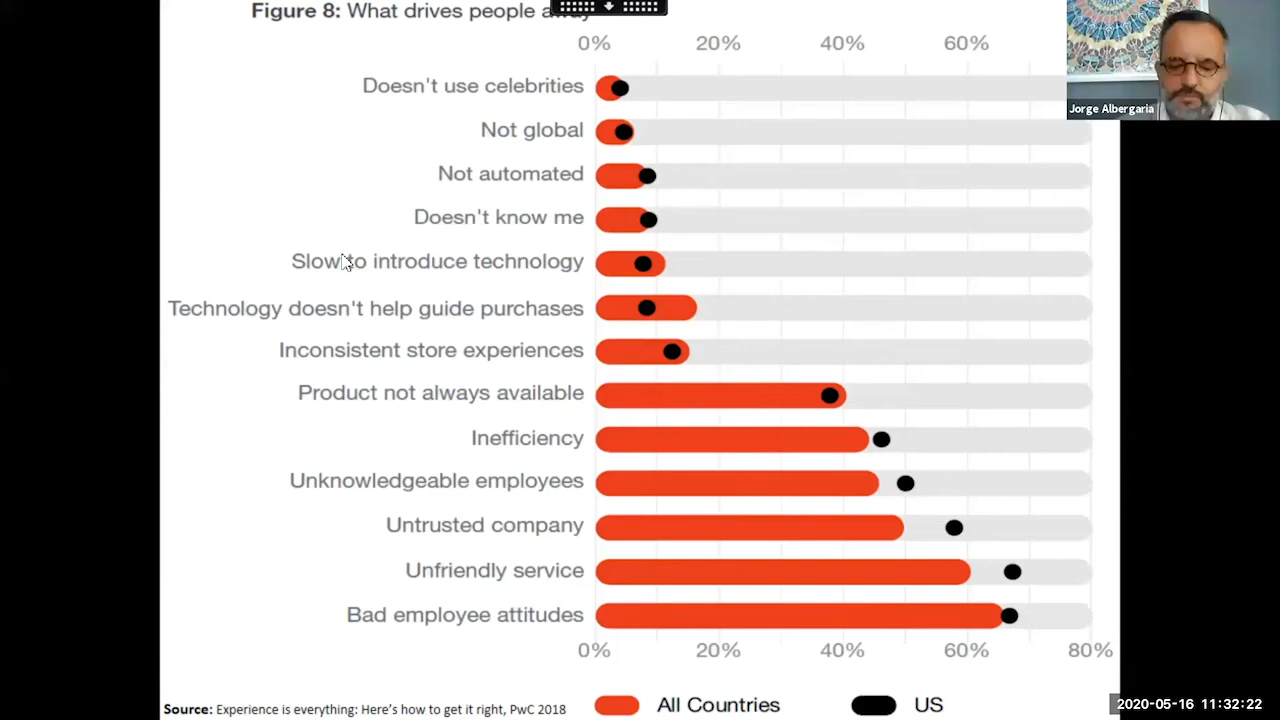 Figure 8: What drives people away
0% 20% 40% 60%
Jorge Albergaria
Doesn't use celebrities
Not global
Not automated
Doesn't know me
Slow to introduce technology
Technology doesn't help guide purchases
Inconsistent store experiences
Product not always available
Inefficiency
Unknowledgeable employees
Untrusted company
Unfriendly service
Bad employee attitudes
0% 20% 40% 60% 80%
All Countries US
Source: Experience is everything: Here's how to get it right, PwC 2018
2020-05-16 11:32:22